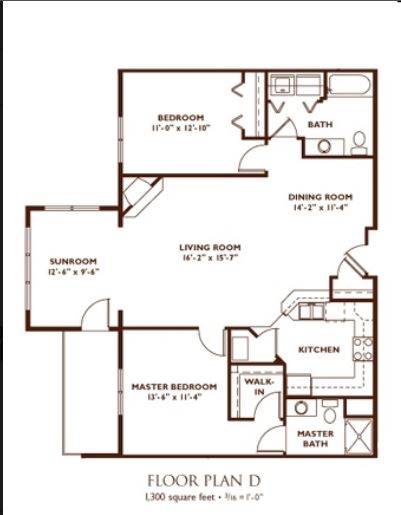 BEDROOM
11'-0" x 12'-10"
BATH
DINING ROOM
14'-2" x 11'-4"
LIVING ROOM
16'-2" x 15'-7"
SUNROOM
12'-6" x 9'-6"
KITCHEN
MASTER BEDROOM
13'-6" x 11'-4"
WALK-
IN
MASTER
BATH
FLOOR PLAN D
1,300 square feet • 3/16 = 1'-0"